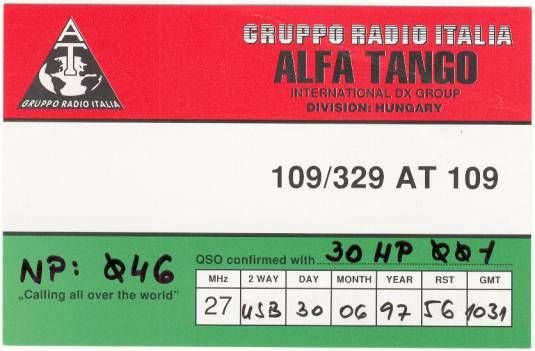 AT
GRUPPO RADIO ITALIA
GRUPPO RADIO ITALIA
ALFA TANGO
INTERNATIONAL DX GROUP
DIVISION: HUNGARY
109/329 AT 109
NP: 046
„Calling all over the world"
QSO confirmed with 30 HP 001
MHz 2 WAY DAY MONTH YEAR RST GMT
27 USB 30 06 97 56 1031